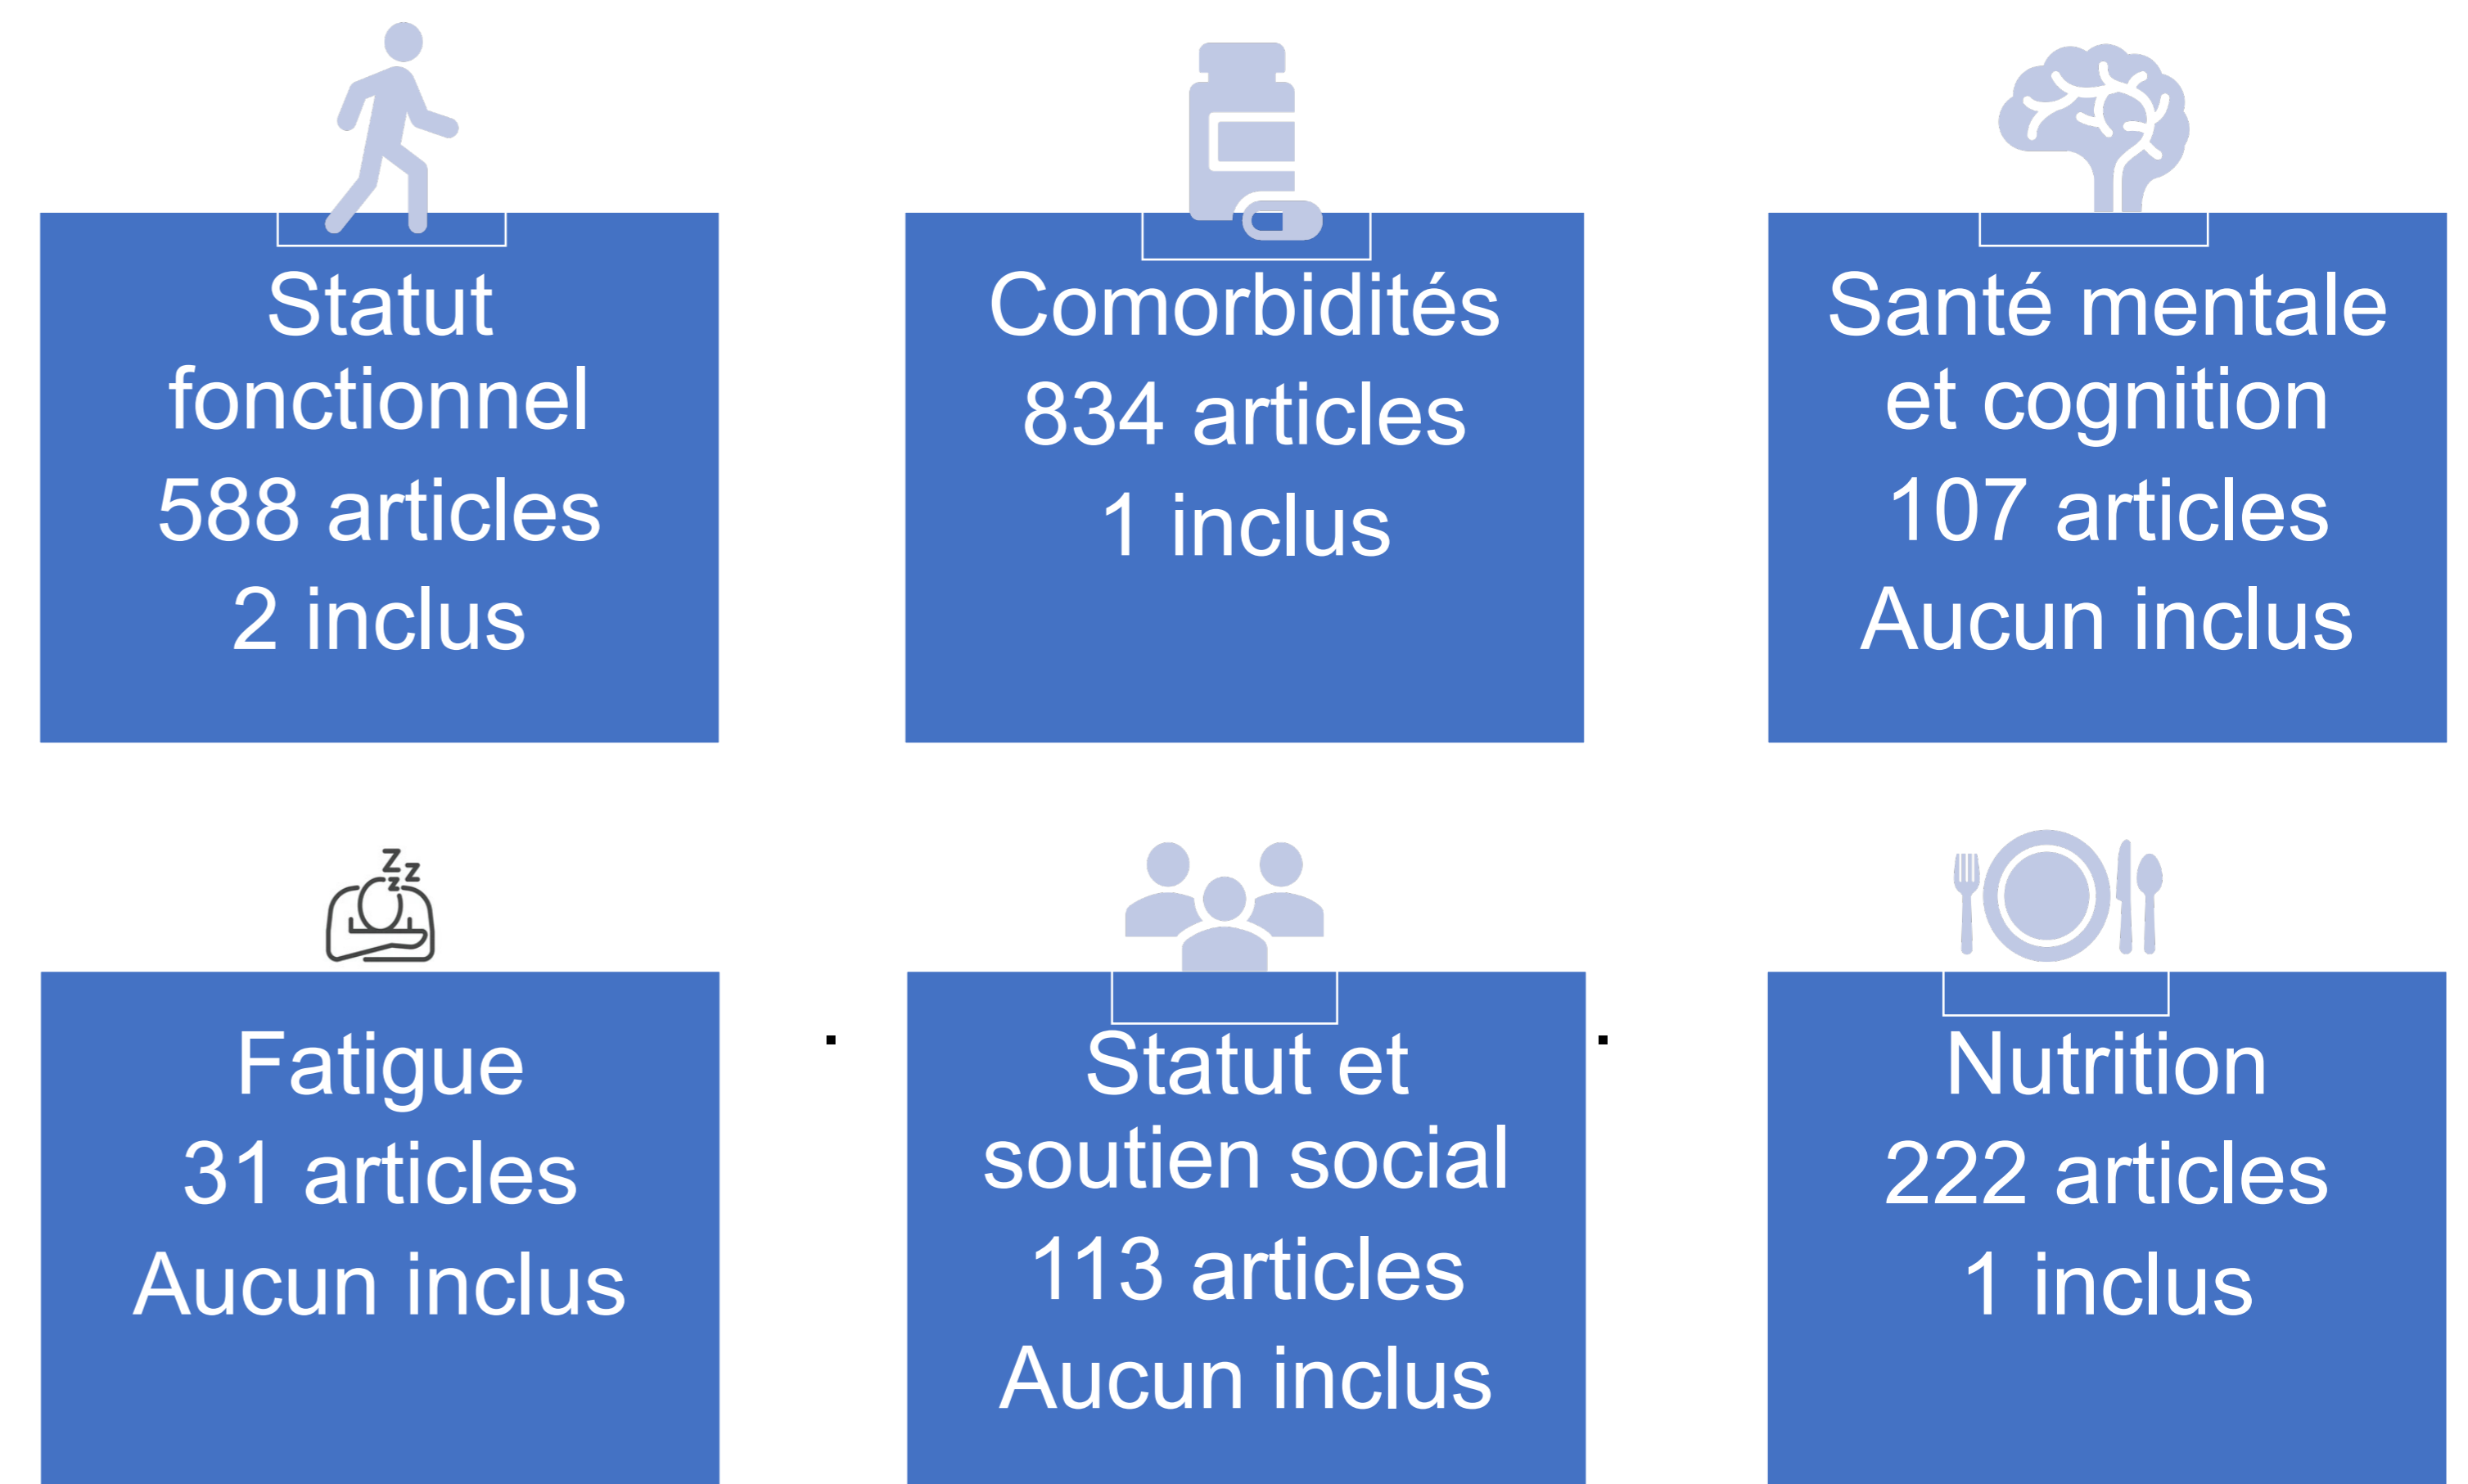 Statut
fonctionnel
588 articles
2 inclus
Comorbidités
834 articles
1 inclus
Santé mentale
et cognition
107 articles
Aucun inclus
Fatigue
31 articles
Aucun inclus
.
Statut et
soutien social
113 articles
Aucun inclus
.
Nutrition
222 articles
1 inclus